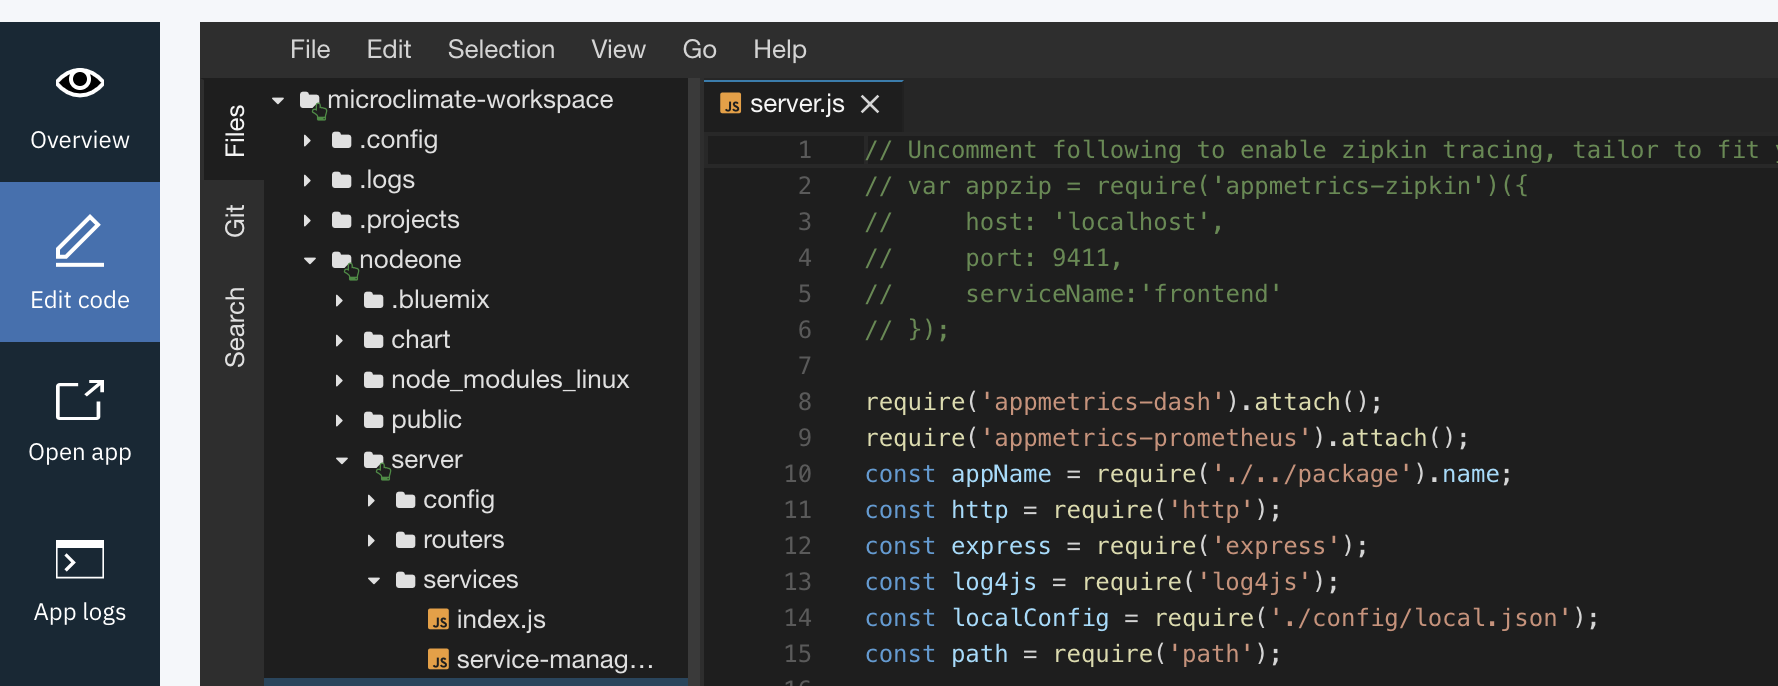 Overview
Edit code
Open app
App logs
File Edit Selection View Go Help
Files
Git
Search
microclimate-workspace
.config
.logs
.projects
nodeone
.bluemix
chart
node_modules_linux
public
server
config
routers
services
JS index.js
JS service-manag...
JS server.js
1 // Uncomment following to enable zipkin tracing, tailor to fit
2 // var appzip = require('appmetrics-zipkin')({
3 //     host: 'localhost',
4 //     port: 9411,
5 //     serviceName:'frontend'
6 // });
7
8 require('appmetrics-dash').attach();
9 require('appmetrics-prometheus').attach();
10 const appName = require('./../package').name;
11 const http = require('http');
12 const express = require('express');
13 const log4js = require('log4js');
14 const localConfig = require('./config/local.json');
15 const path = require('path');
16